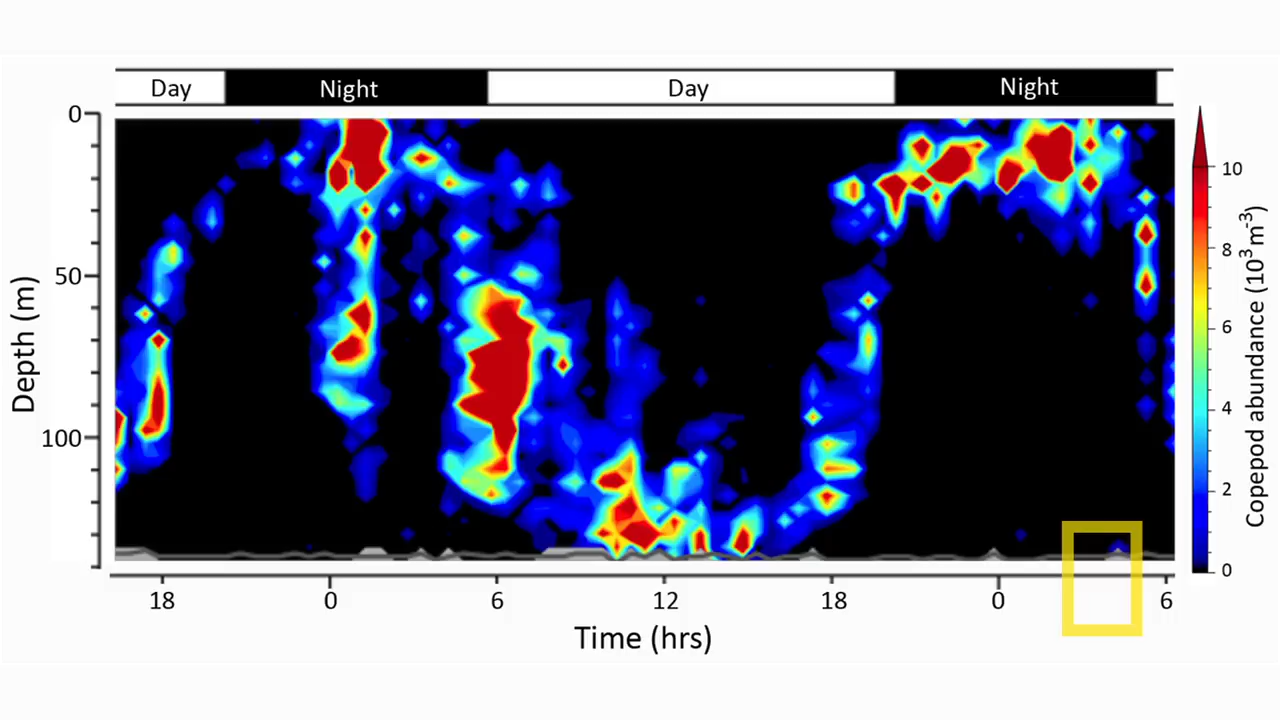 Day Night Day Night
0
50
100
Depth (m)
18 0 6 12 18 0 6
Time (hrs)
10
8
6
4
2
0
Copepod abundance (10³ m⁻³)